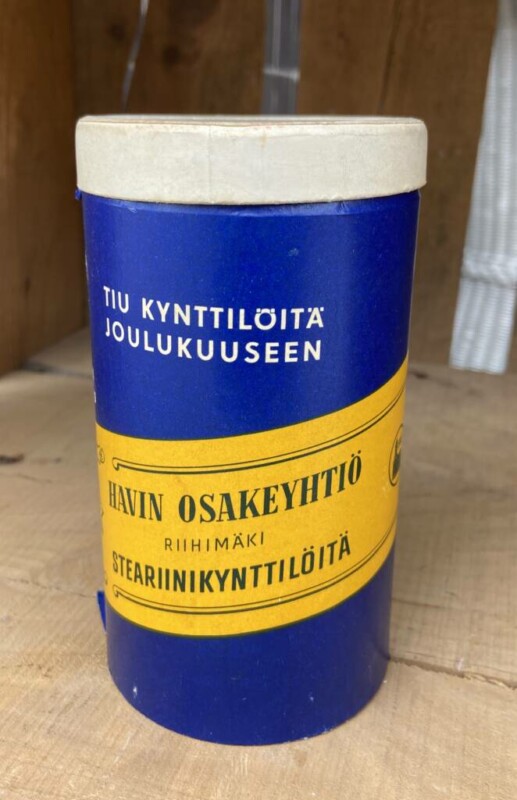 TIU KYNTTILÖITÄ
JOULUKUUSEEN
HAVIN OSAKEYHTIÖ
RIIHIMÄKI
STEARIINIKYNTTILÖITÄ